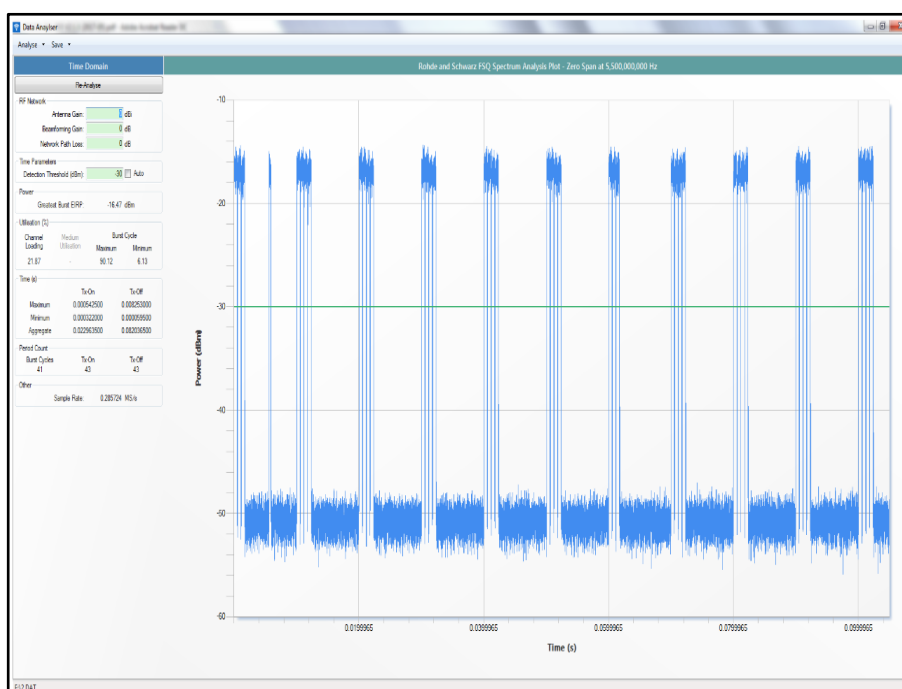 Data Analyser
Analyse Save
Time Domain
Rohde and Schwarz FSQ Spectrum Analysis Plot - Zero Span at 5,500,000,000 Hz
Re-Analyse
RF Network
Antenna Gain: dBi
Beamforming Gain: 0 dB
Network Path Loss: 0 dB
Time Parameters
Detection Threshold (dBm): -30 Auto
Power
Greatest Burst EIRP: -16.47 dBm
Utilisation (%)
Channel Loading Medium Utilisation Burst Cycle
Maximum Minimum
21.87 - 90.12 6.13
Time (s)
Tx-On Tx-Off
Maximum 0.000542500 0.008253000
Minimum 0.000322000 0.000059500
Aggregate 0.022963500 0.082036500
Period Count
Burst Cycles Tx-On Tx-Off
41 43 43
Other
Sample Rate: 0.285724 MS/s
Power (dBm)
-10
-20
-30
-40
-50
-60
0.0199965 0.0399965 0.0599965 0.0799965 0.0999965
Time (s)